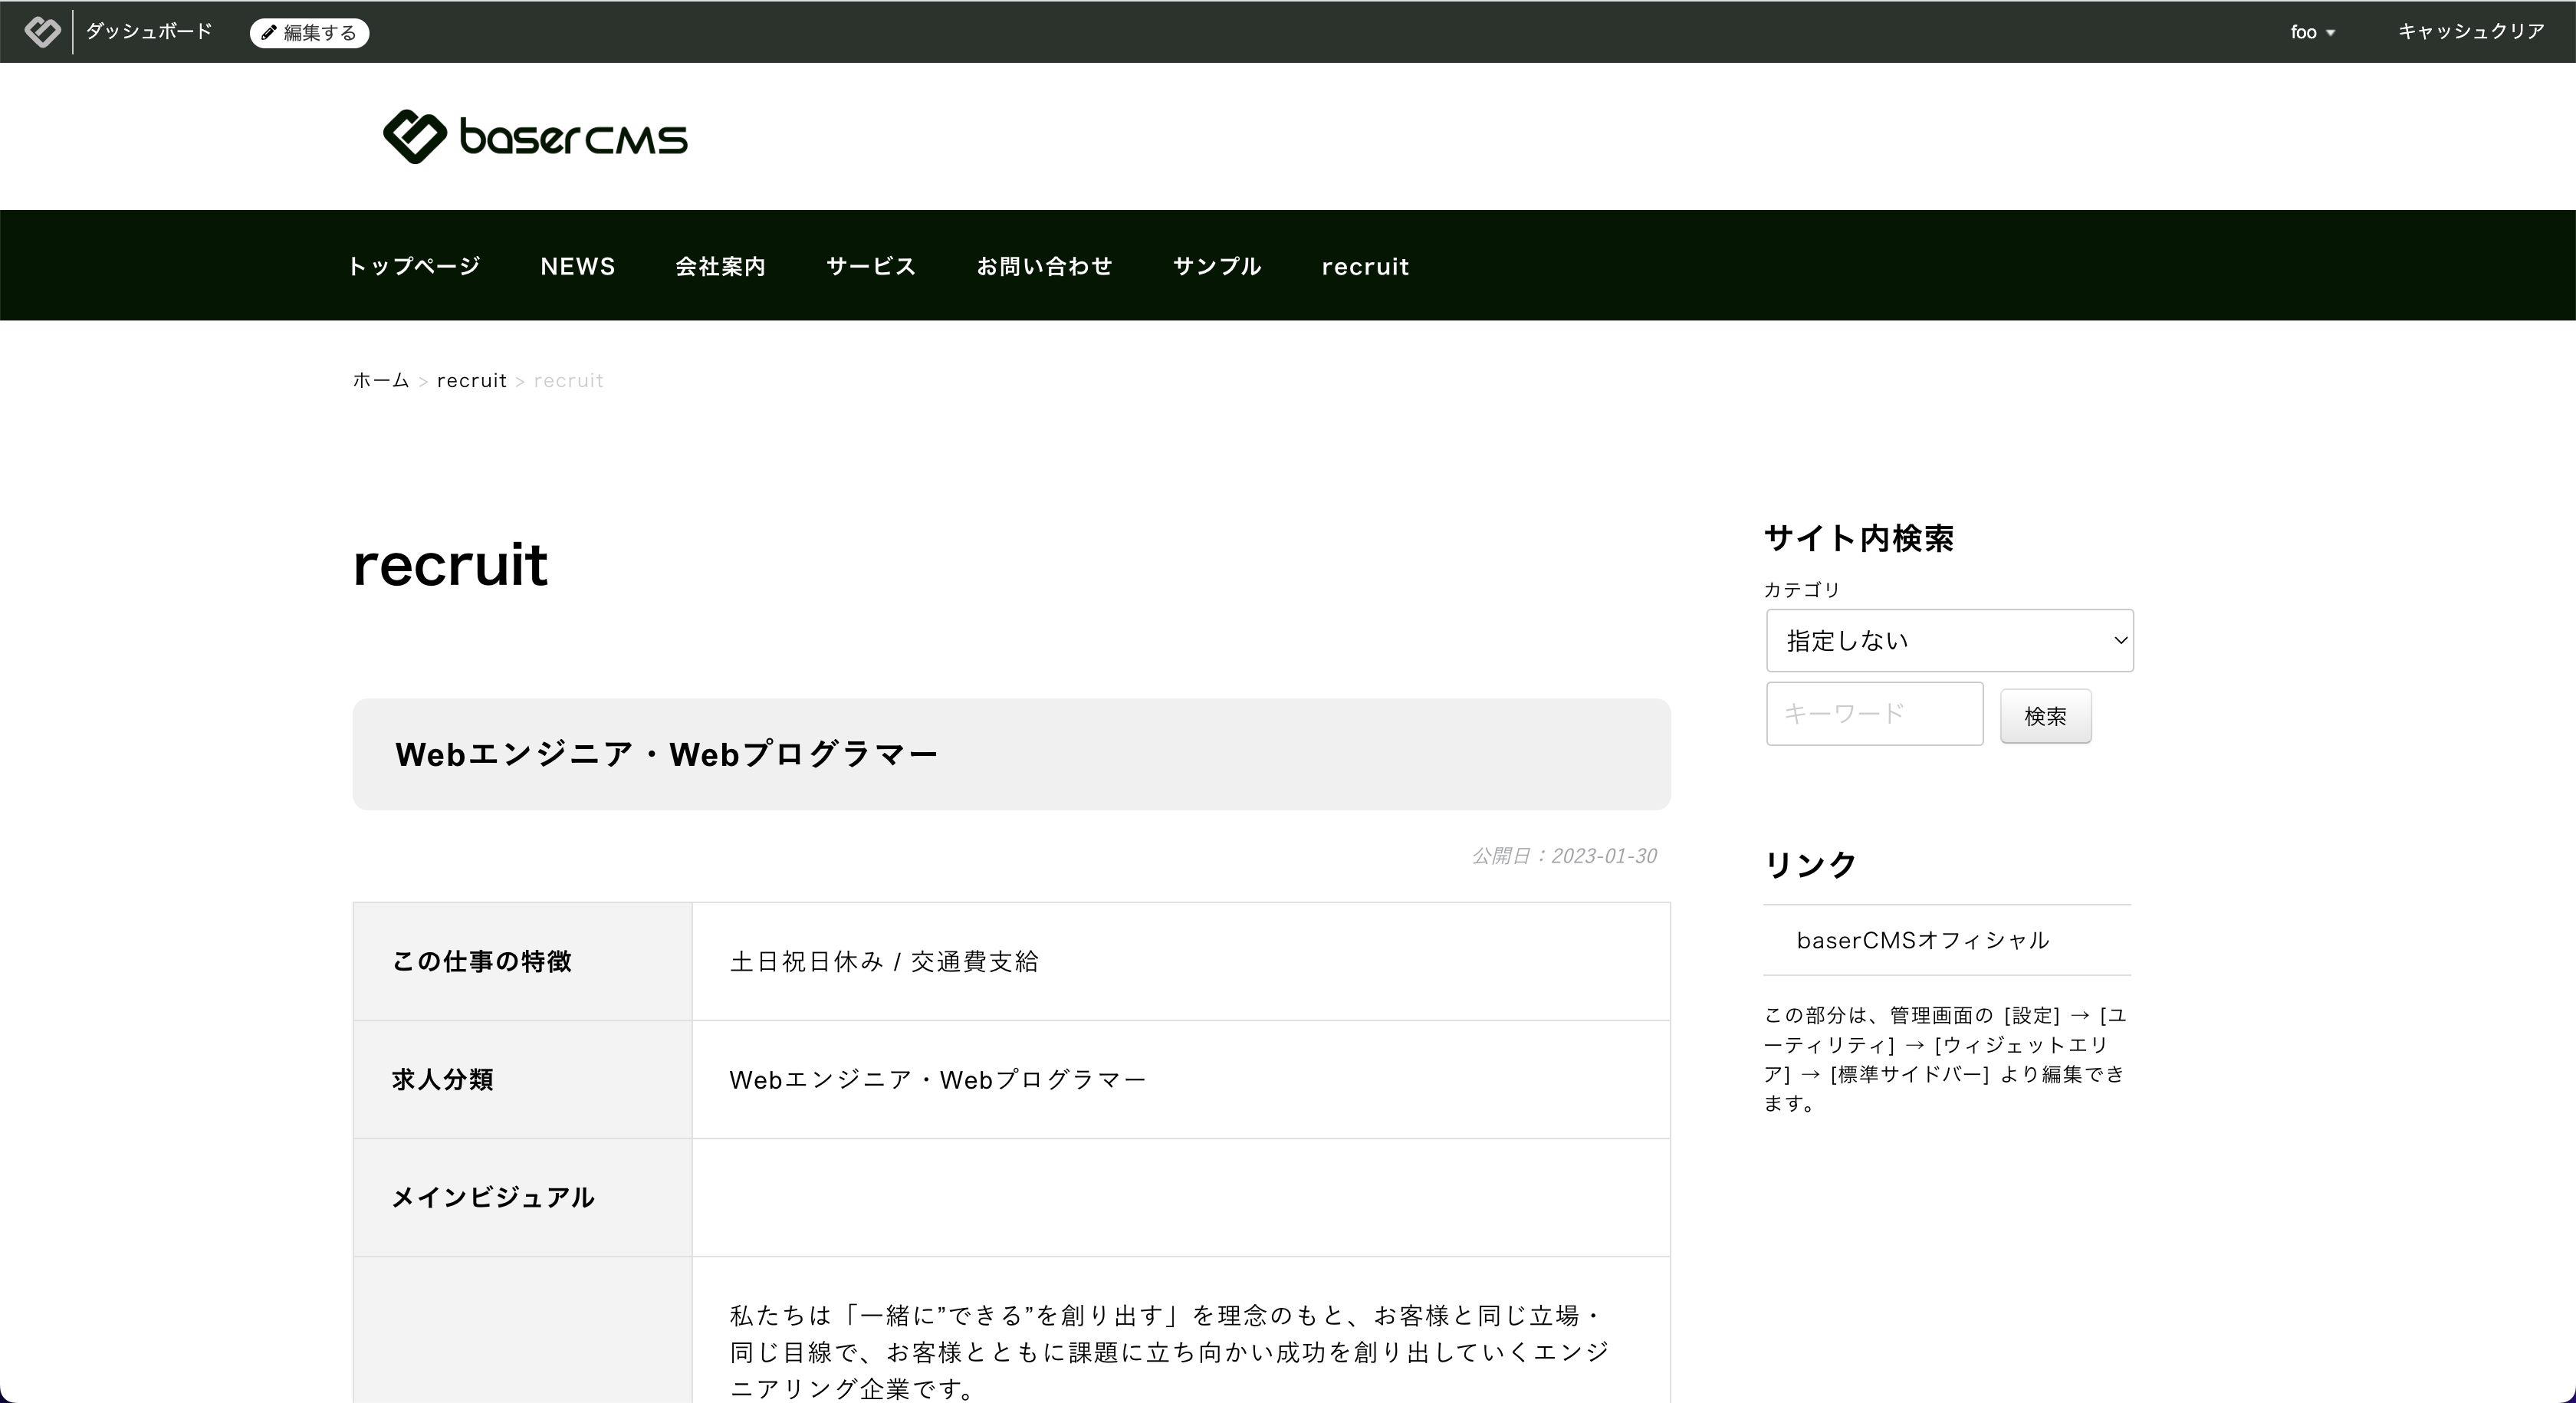 ダッシュボード 編集する foo キャッシュクリア
baserCMS
トップページ NEWS 会社案内 サービス お問い合わせ サンプル recruit
ホーム > recruit > recruit
recruit
Webエンジニア・Webプログラマー
公開日：2023-01-30
この仕事の特徴 土日祝日休み / 交通費支給
求人分類 Webエンジニア・Webプログラマー
メインビジュアル
私たちは「一緒に”できる”を創り出す」を理念のもと、お客様と同じ立場・
同じ目線で、お客様とともに課題に立ち向かい成功を創り出していくエンジ
ニアリング企業です。
サイト内検索
カテゴリ
指定しない
キーワード 検索
リンク
baserCMSオフィシャル
この部分は、管理画面の [設定] → [ユ
ーティリティ] → [ウィジェットエリ
ア] → [標準サイドバー] より編集でき
ます。